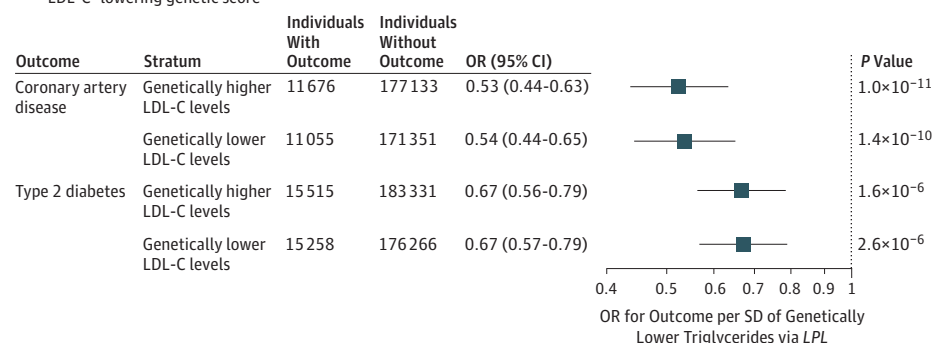 LDL-C–lowering genetic score
Individuals Individuals
With Without
Outcome Stratum Outcome Outcome OR (95% CI) P Value
Coronary artery Genetically higher 11676 177133 0.53 (0.44-0.63) 1.0×10−11
disease LDL-C levels
Genetically lower 11055 171351 0.54 (0.44-0.65) 1.4×10−10
LDL-C levels
Type 2 diabetes Genetically higher 15515 183331 0.67 (0.56-0.79) 1.6×10−6
LDL-C levels
Genetically lower 15258 176266 0.67 (0.57-0.79) 2.6×10−6
LDL-C levels
0.4 0.5 0.6 0.7 0.8 0.9 1
OR for Outcome per SD of Genetically
Lower Triglycerides via LPL